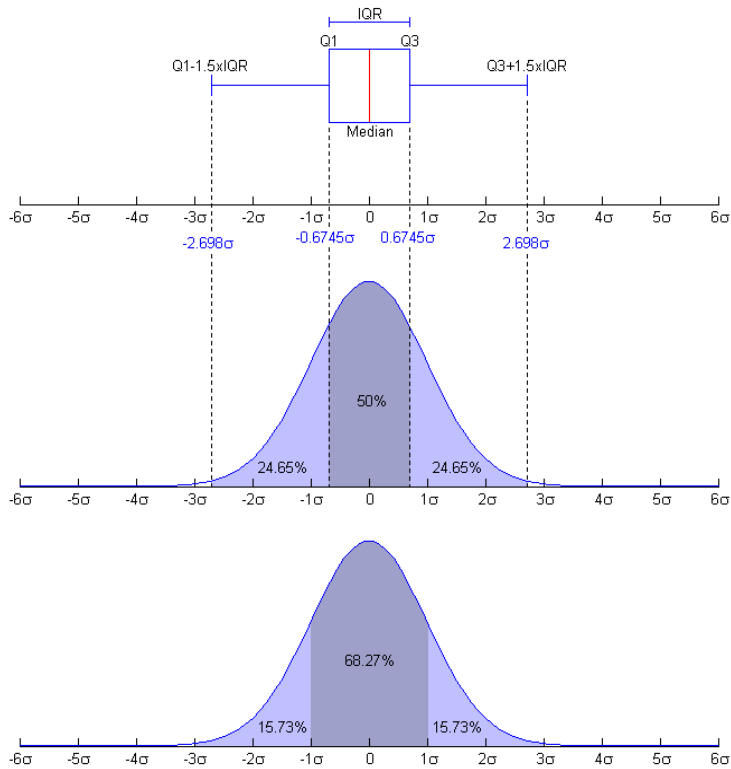 IQR
Q1 Q3
Q1-1.5xIQR Q3+1.5xIQR
Median
-6σ -5σ -4σ -3σ -2σ -1σ 0 1σ 2σ 3σ 4σ 5σ 6σ
-2.698σ -0.6745σ 0.6745σ 2.698σ
50%
24.65% 24.65%
-6σ -5σ -4σ -3σ -2σ -1σ 0 1σ 2σ 3σ 4σ 5σ 6σ
68.27%
15.73% 15.73%
-6σ -5σ -4σ -3σ -2σ -1σ 0 1σ 2σ 3σ 4σ 5σ 6σ